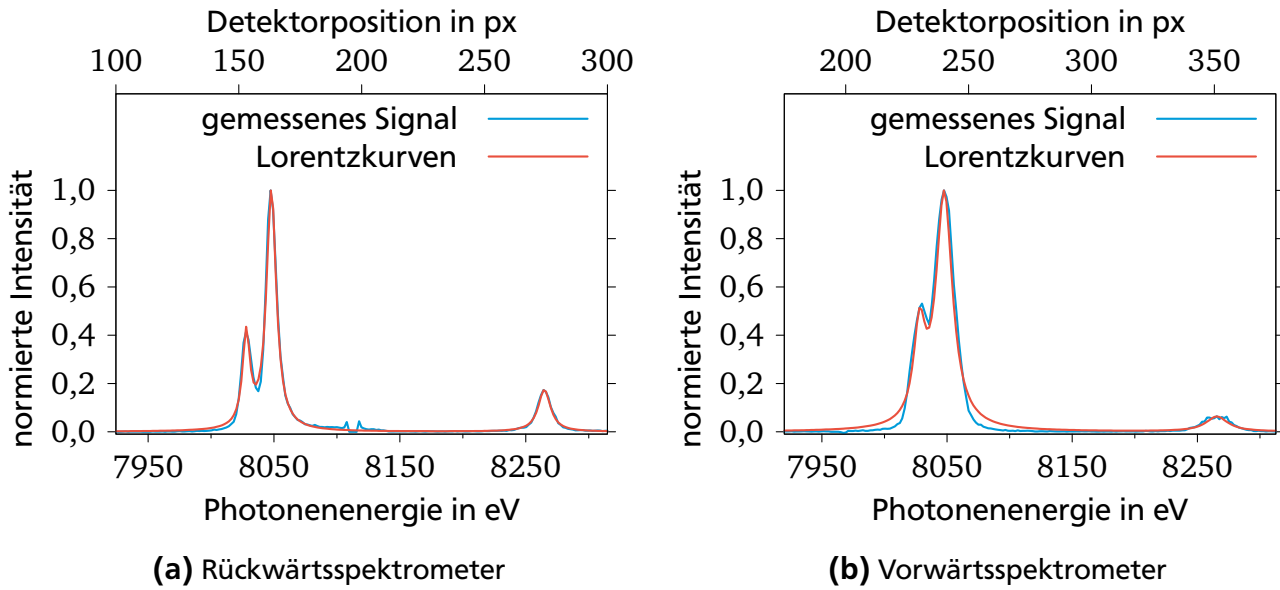 Detektorposition in px
100 150 200 250 300
gemessenes Signal
Lorentzkurven
normierte Intensität
1,0
0,8
0,6
0,4
0,2
0,0
7950 8050 8150 8250
Photonenenergie in eV
(a) Rückwärtsspektrometer
Detektorposition in px
200 250 300 350
gemessenes Signal
Lorentzkurven
normierte Intensität
1,0
0,8
0,6
0,4
0,2
0,0
7950 8050 8150 8250
Photonenenergie in eV
(b) Vorwärtsspektrometer